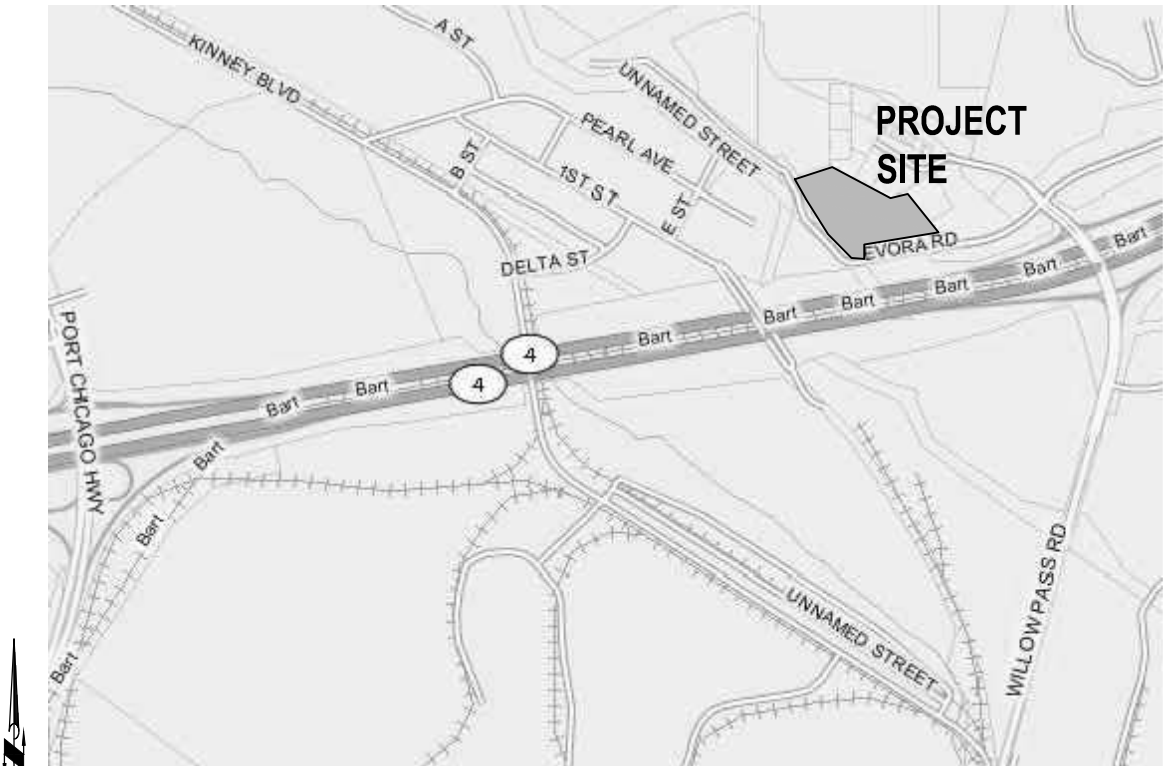 A ST
KINNEY BLVD
UNNAMED STREET
PROJECT
SITE
PEARL AVE
B ST
1ST ST
E ST
EVORA RD
DELTA ST
Bart
Bart
Bart
Bart
Bart
Bart
4
4
Bart
Bart
PORT CHICAGO HWY
Bart
Bart
Bart
UNNAMED STREET
WILLOW PASS RD